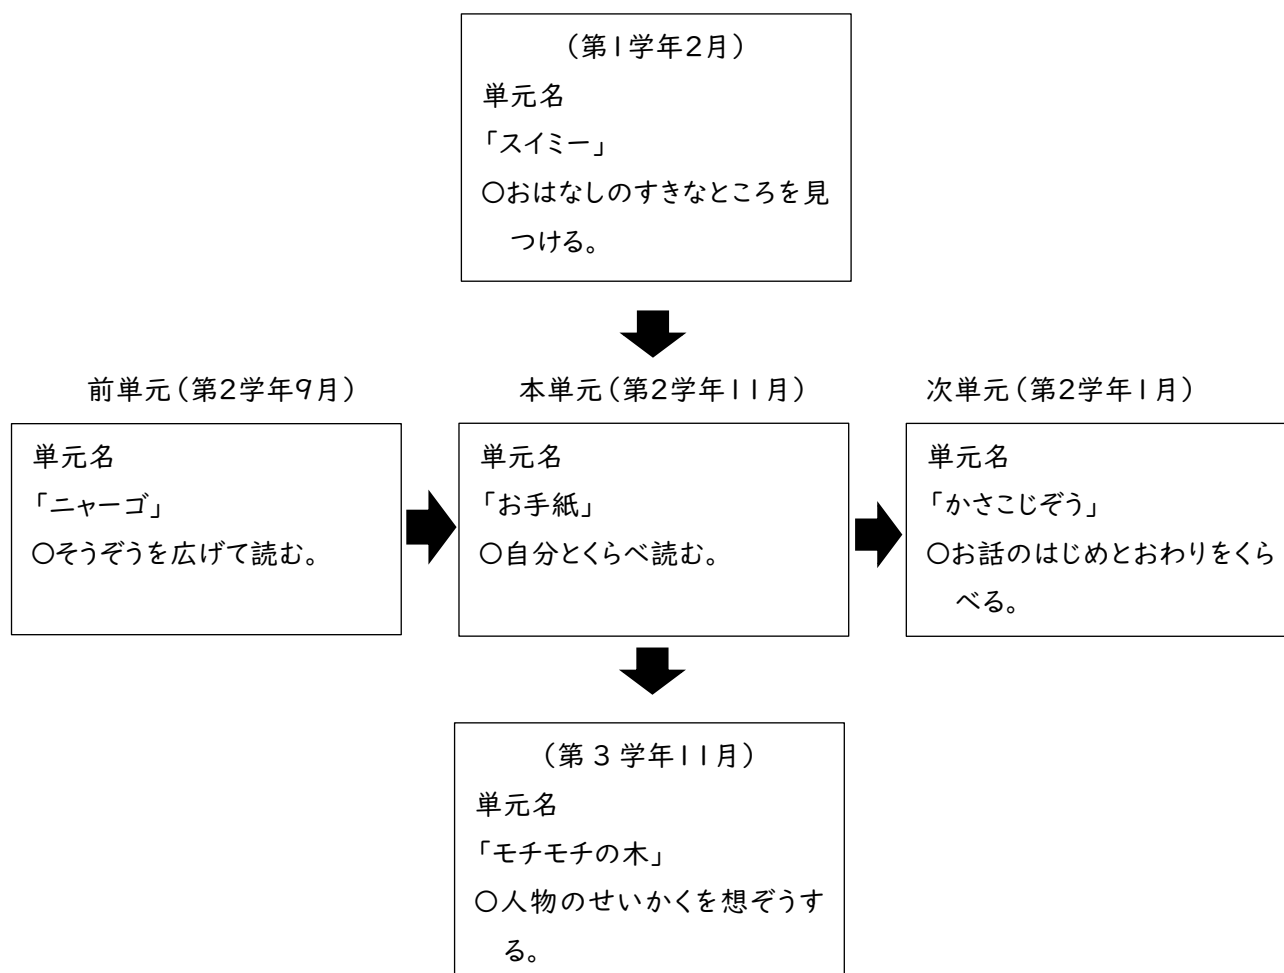 （第1学年2月）
単元名
「スイミー」
○おはなしのすきなところを見
つける。
前単元（第2学年9月）
単元名
「ニャーゴ」
○そうぞうを広げて読む。
本単元（第2学年11月）
単元名
「お手紙」
○自分とくらべ読む。
次単元（第2学年1月）
単元名
「かさこじぞう」
○お話のはじめとおわりをくら
べる。
（第３学年11月）
単元名
「モチモチの木」
○人物のせいかくを想ぞうす
る。